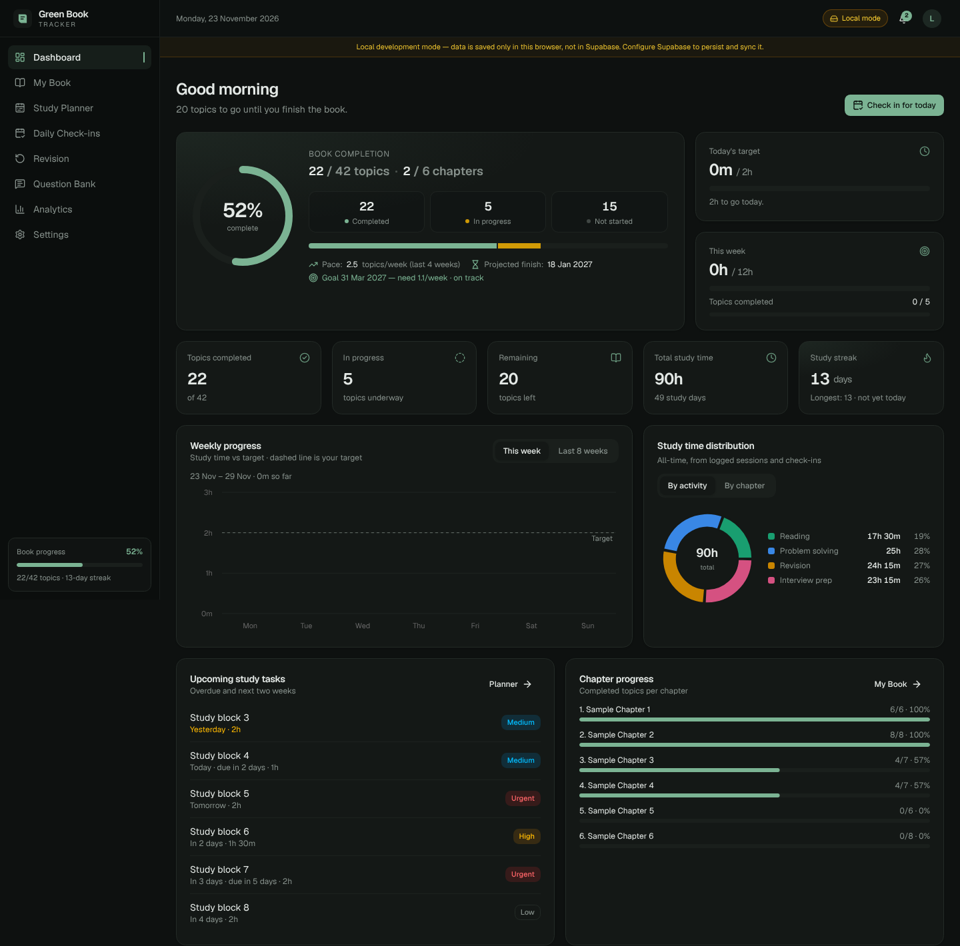 Green Book
TRACKER
Monday, 23 November 2026
Local mode
2
L
Dashboard
My Book
Study Planner
Daily Check-ins
Revision
Question Bank
Analytics
Settings
Book progress 52%
22/42 topics · 13-day streak
Local development mode — data is saved only in this browser, not in Supabase. Configure Supabase to persist and sync it.
Good morning
20 topics to go until you finish the book.
Check in for today
52%
complete
BOOK COMPLETION
22 / 42 topics · 2 / 6 chapters
22
Completed
5
In progress
15
Not started
Pace: 2.5 topics/week (last 4 weeks) Projected finish: 18 Jan 2027
Goal 31 Mar 2027 — need 1.1/week · on track
Today's target
0m / 2h
2h to go today.
This week
0h / 12h
Topics completed 0 / 5
Topics completed
22
of 42
In progress
5
topics underway
Remaining
20
topics left
Total study time
90h
49 study days
Study streak
13 days
Longest: 13 · not yet today
Weekly progress
Study time vs target · dashed line is your target
This week Last 8 weeks
23 Nov – 29 Nov · 0m so far
3h
2h
Target
1h
0m
Mon Tue Wed Thu Fri Sat Sun
Study time distribution
All-time, from logged sessions and check-ins
By activity By chapter
90h
total
Reading 17h 30m 19%
Problem solving 25h 28%
Revision 24h 15m 27%
Interview prep 23h 15m 26%
Upcoming study tasks
Overdue and next two weeks
Planner
Study block 3
Yesterday · 2h
Medium
Study block 4
Today · due in 2 days · 1h
Medium
Study block 5
Tomorrow · 2h
Urgent
Study block 6
In 2 days · 1h 30m
High
Study block 7
In 3 days · due in 5 days · 2h
Urgent
Study block 8
In 4 days · 2h
Low
Chapter progress
Completed topics per chapter
My Book
1. Sample Chapter 1 6/6 · 100%
2. Sample Chapter 2 8/8 · 100%
3. Sample Chapter 3 4/7 · 57%
4. Sample Chapter 4 4/7 · 57%
5. Sample Chapter 5 0/6 · 0%
6. Sample Chapter 6 0/8 · 0%